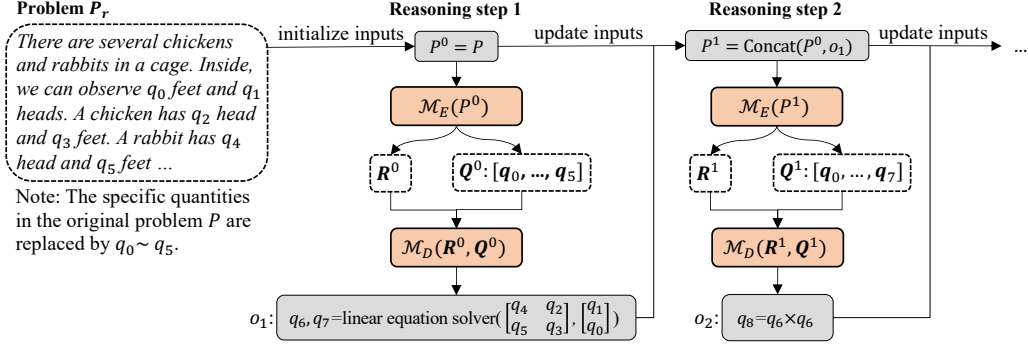 Problem P_r
There are several chickens
and rabbits in a cage. Inside,
we can observe q_0 feet and q_1
heads. A chicken has q_2 head
and q_3 feet. A rabbit has q_4
head and q_5 feet ...
Note: The specific quantities
in the original problem P are
replaced by q_0~ q_5.
initialize inputs
Reasoning step 1
P^0 = P
update inputs
M_E(P^0)
R^0
Q^0: [q_0, ..., q_5]
M_D(R^0, Q^0)
o_1: q_6, q_7=linear equation solver([q_4 q_2; q_5 q_3], [q_1; q_0])
Reasoning step 2
P^1 = Concat(P^0, o_1)
update inputs
...
M_E(P^1)
R^1
Q^1: [q_0, ..., q_7]
M_D(R^1, Q^1)
o_2: q_8=q_6×q_6